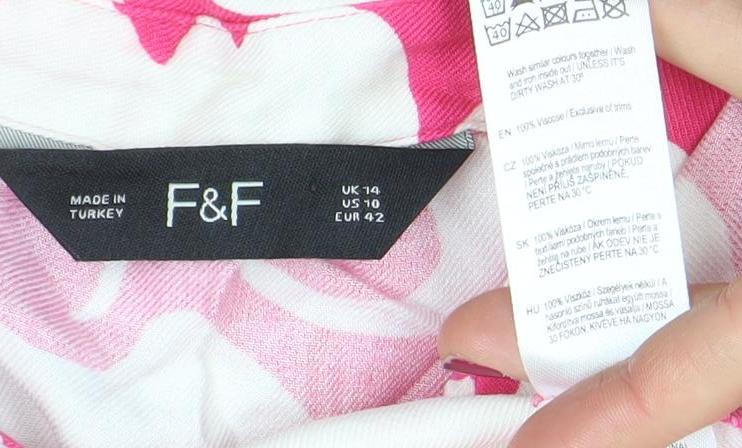 MADE IN
TURKEY
F&F
UK 14
US 10
EUR 42
40
40
Wash similar colours together / Wash
and iron inside out / UNLESS IT'S
DIRTY WASH AT 30°
EN 100% Viscose / Exclusive of trims
CZ 100% Viskóza / Mimo lemu / Perte
společně s prádlem podobných barev
/ Perte a žehlete naruby / POKUD
NENÍ PŘÍLIŠ ZAŠPINĚNÉ,
PERTE NA 30 °C
SK 100% Viskóza / Okrem lemu / Perte s
podobných farbami / Perte a
žehlite na rube / AK ODEV NIE JE
ZNEČISTENÝ PERTE NA 30 °C
HU 100% Viszkóz / Szegélyek nélkül / A
hasonló színű ruhákat együtt mossa /
Kifordítva mossa és vasalja / MOSSA
30 FOKON, KIVÉVE HA NAGYON